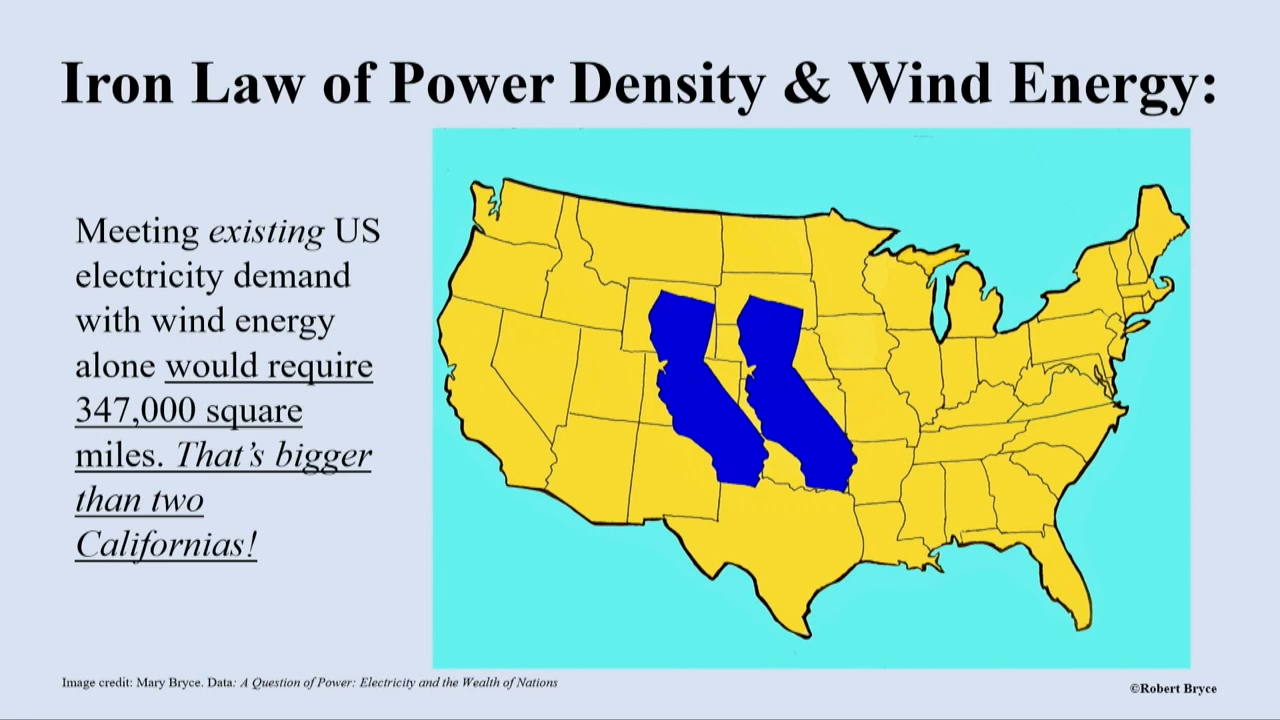 Iron Law of Power Density & Wind Energy:
Meeting existing US
electricity demand
with wind energy
alone would require
347,000 square
miles. That’s bigger
than two
Californias!
Image credit: Mary Bryce. Data: A Question of Power: Electricity and the Wealth of Nations
©Robert Bryce